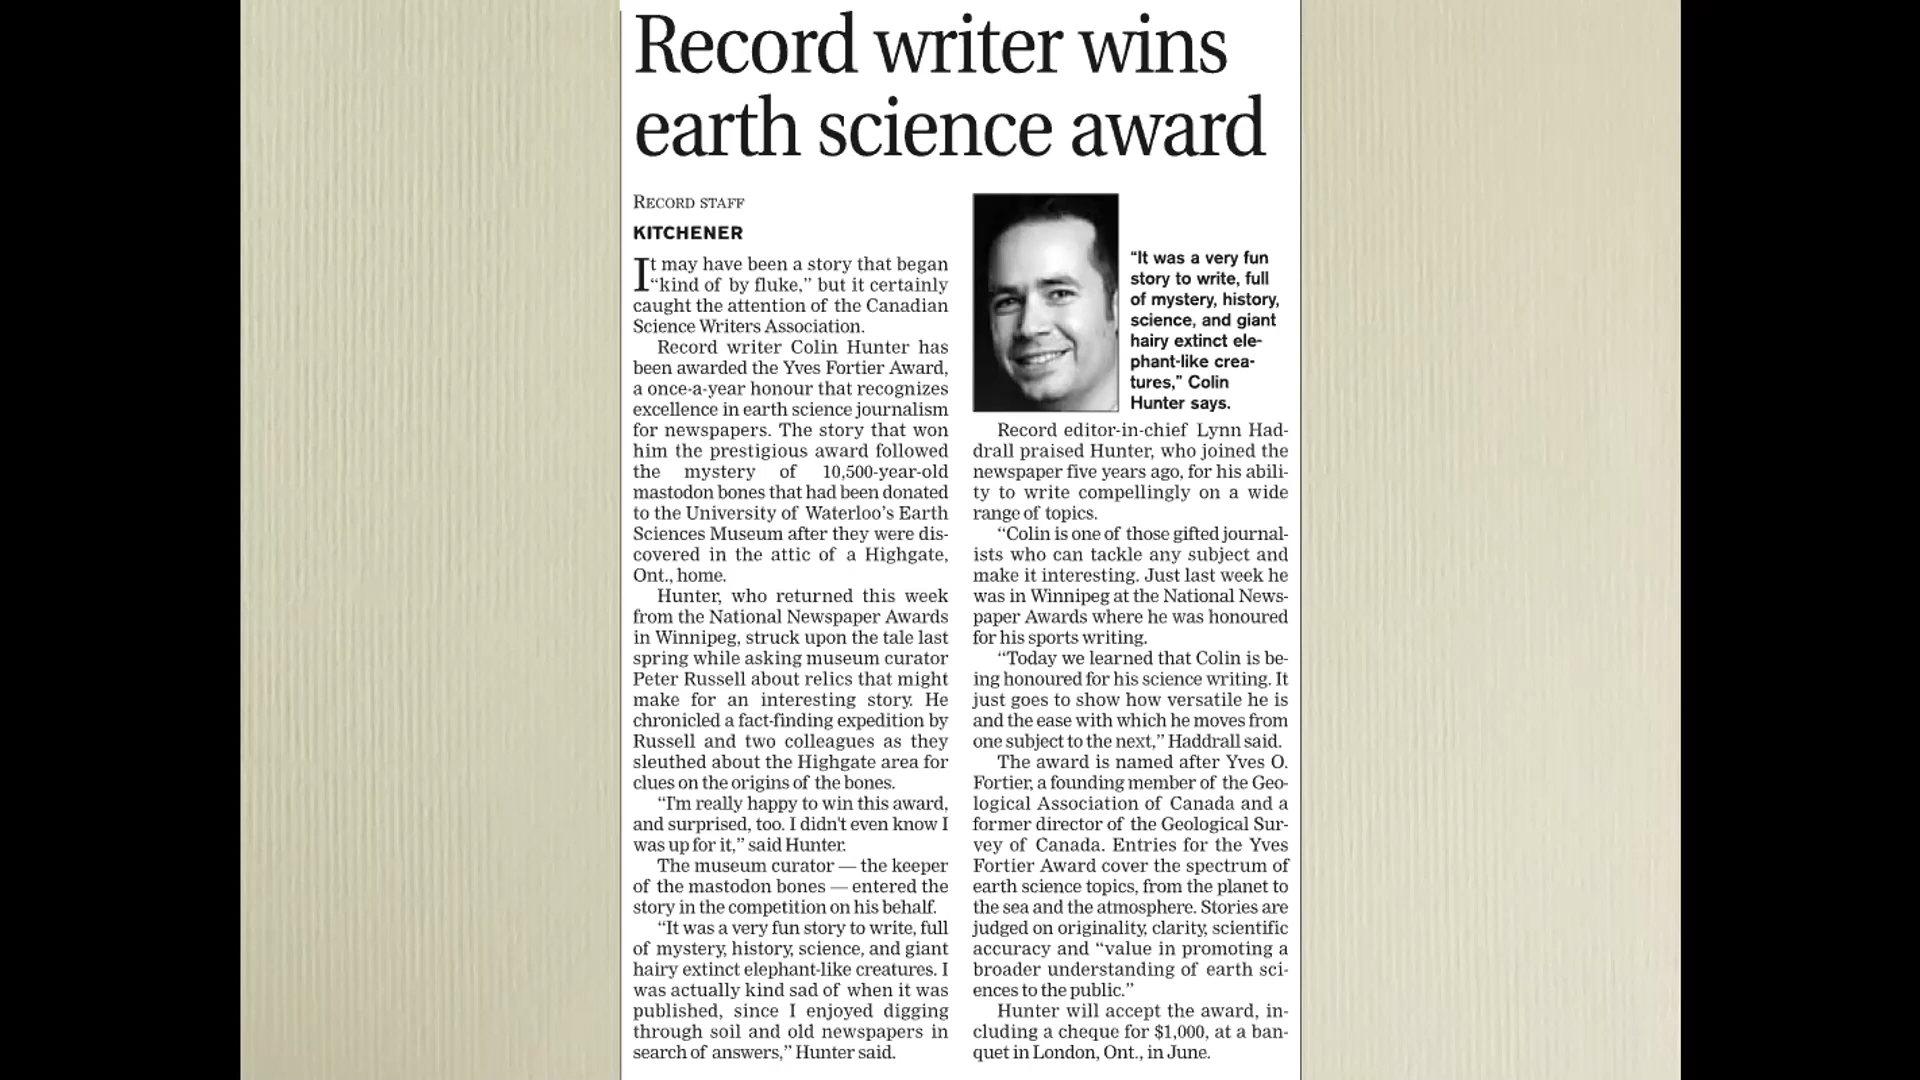 Record writer wins
earth science award
RECORD STAFF
KITCHENER
It may have been a story that began
“kind of by fluke,” but it certainly
caught the attention of the Canadian
Science Writers Association.
Record writer Colin Hunter has
been awarded the Yves Fortier Award,
a once-a-year honour that recognizes
excellence in earth science journalism
for newspapers. The story that won
him the prestigious award followed
the mystery of 10,500-year-old
mastodon bones that had been donated
to the University of Waterloo’s Earth
Sciences Museum after they were dis-
covered in the attic of a Highgate,
Ont., home.
Hunter, who returned this week
from the National Newspaper Awards
in Winnipeg, struck upon the tale last
spring while asking museum curator
Peter Russell about relics that might
make for an interesting story. He
chronicled a fact-finding expedition by
Russell and two colleagues as they
sleuthed about the Highgate area for
clues on the origins of the bones.
“I'm really happy to win this award,
and surprised, too. I didn't even know I
was up for it,” said Hunter.
The museum curator — the keeper
of the mastodon bones — entered the
story in the competition on his behalf.
“It was a very fun story to write, full
of mystery, history, science, and giant
hairy extinct elephant-like creatures. I
was actually kind sad of when it was
published, since I enjoyed digging
through soil and old newspapers in
search of answers,” Hunter said.
“It was a very fun
story to write, full
of mystery, history,
science, and giant
hairy extinct ele-
phant-like crea-
tures,” Colin
Hunter says.
Record editor-in-chief Lynn Had-
drall praised Hunter, who joined the
newspaper five years ago, for his abili-
ty to write compellingly on a wide
range of topics.
“Colin is one of those gifted journal-
ists who can tackle any subject and
make it interesting. Just last week he
was in Winnipeg at the National News-
paper Awards where he was honoured
for his sports writing.
“Today we learned that Colin is be-
ing honoured for his science writing. It
just goes to show how versatile he is
and the ease with which he moves from
one subject to the next,” Haddrall said.
The award is named after Yves O.
Fortier, a founding member of the Geo-
logical Association of Canada and a
former director of the Geological Sur-
vey of Canada. Entries for the Yves
Fortier Award cover the spectrum of
earth science topics, from the planet to
the sea and the atmosphere. Stories are
judged on originality, clarity, scientific
accuracy and “value in promoting a
broader understanding of earth sci-
ences to the public.”
Hunter will accept the award, in-
cluding a cheque for $1,000, at a ban-
quet in London, Ont., in June.